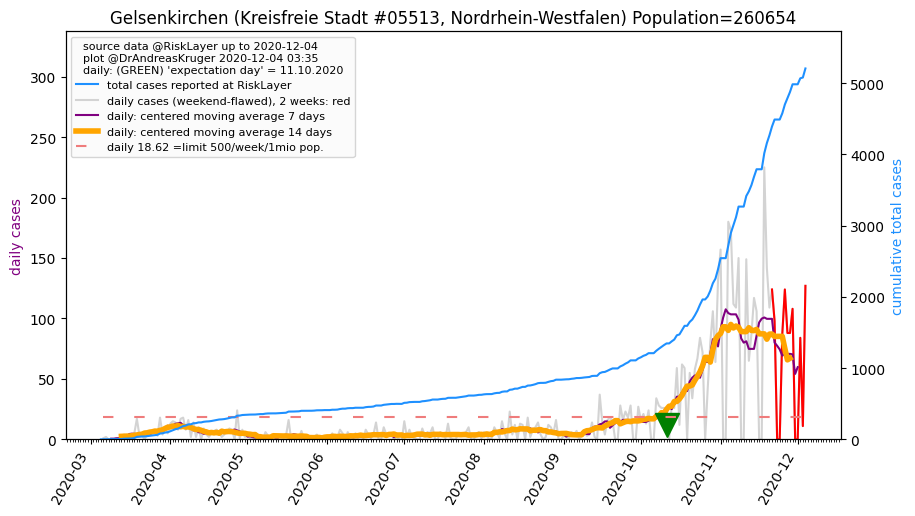 Gelsenkirchen (Kreisfreie Stadt #05513, Nordrhein-Westfalen) Population=260654
source data @RiskLayer up to 2020-12-04
plot @DrAndreasKruger 2020-12-04 03:35
daily: (GREEN) 'expectation day' = 11.10.2020
total cases reported at RiskLayer
daily cases (weekend-flawed), 2 weeks: red
daily: centered moving average 7 days
daily: centered moving average 14 days
daily 18.62 =limit 500/week/1mio pop.
daily cases
300
250
200
150
100
50
0
cumulative total cases
5000
4000
3000
2000
1000
0
2020-03
2020-04
2020-05
2020-06
2020-07
2020-08
2020-09
2020-10
2020-11
2020-12